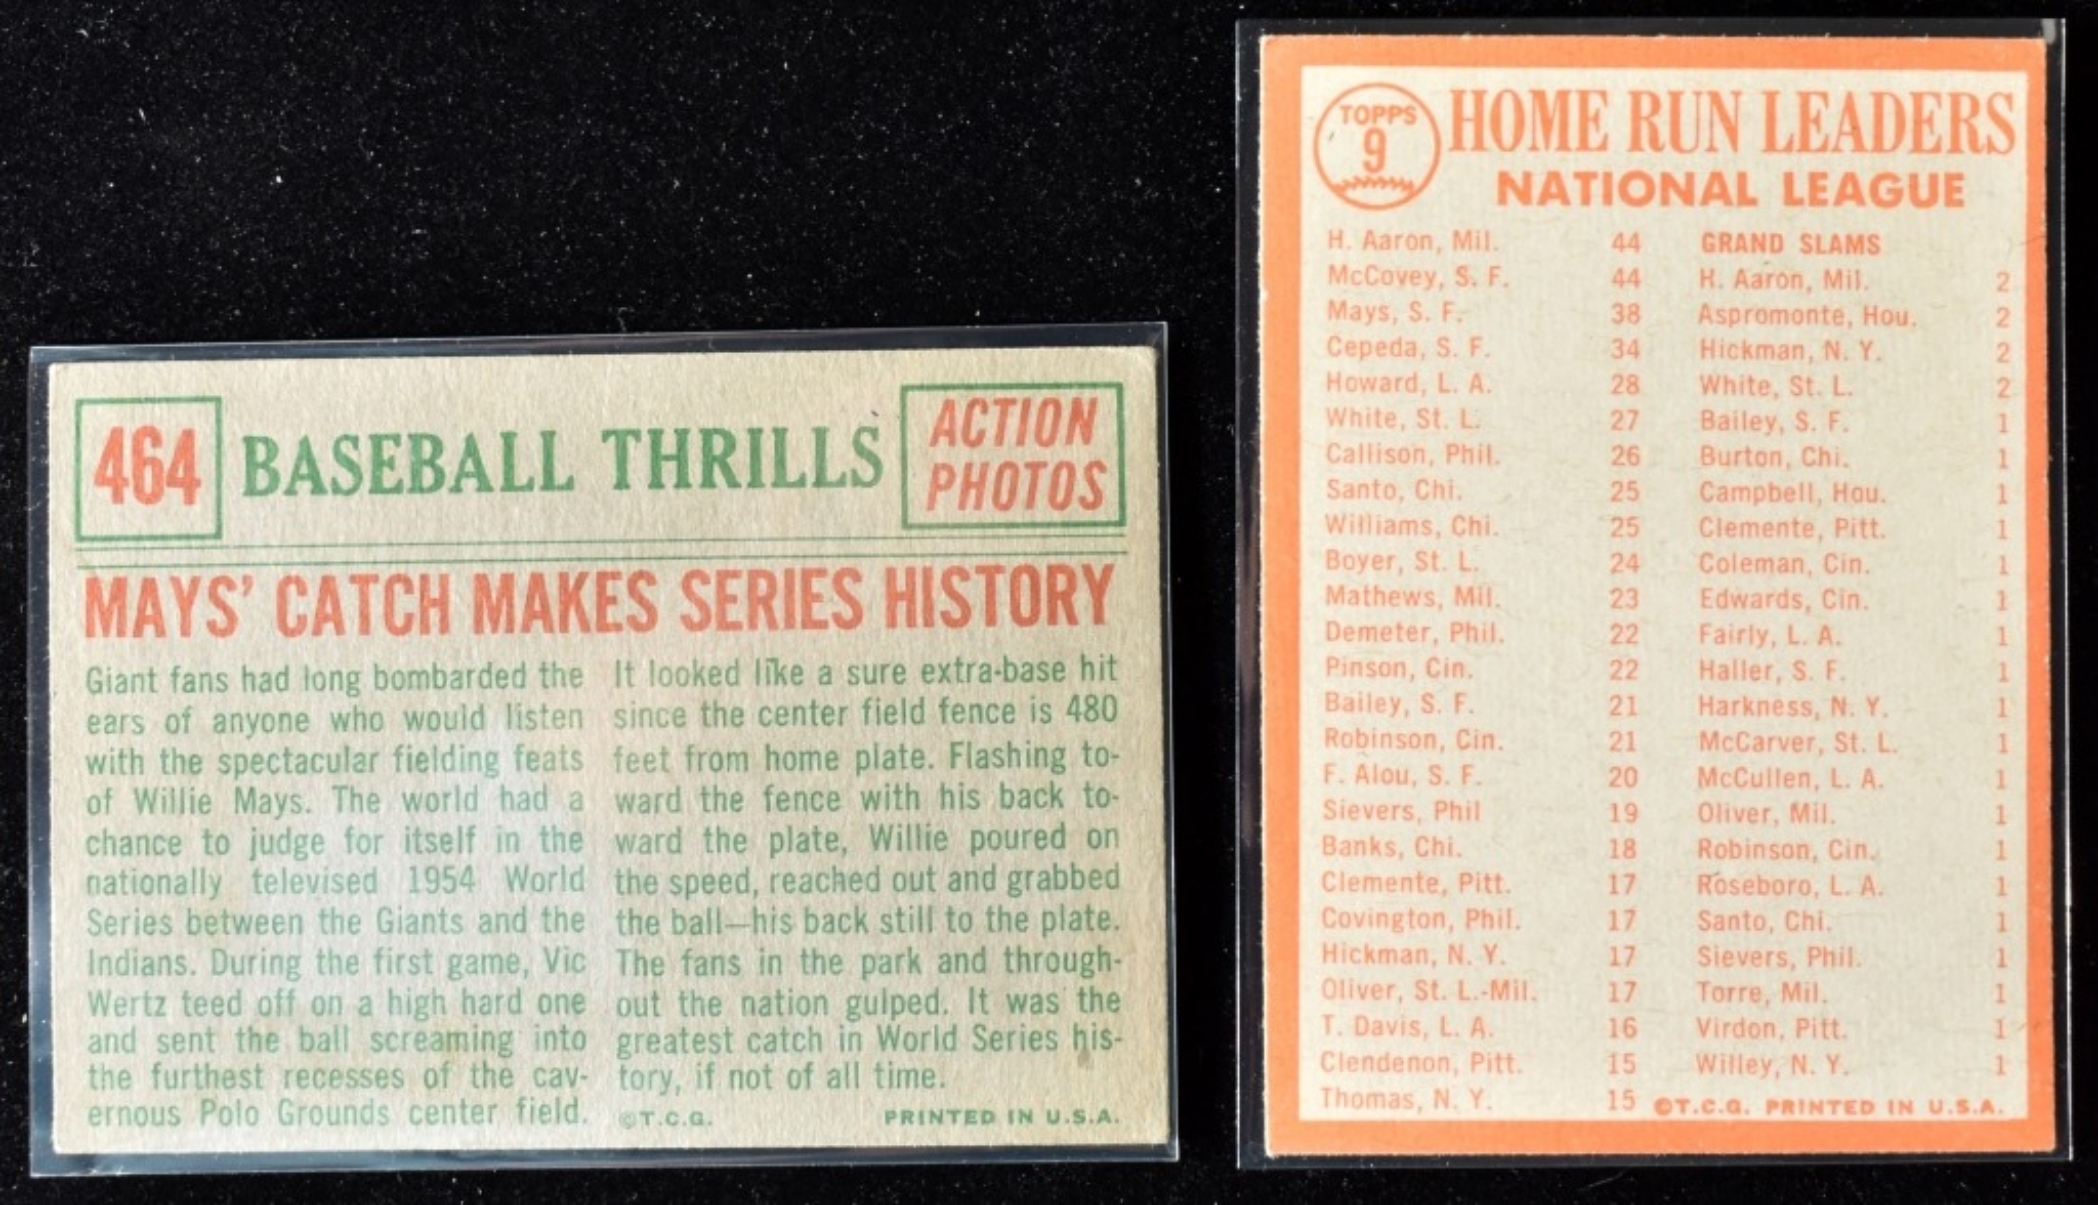 464
BASEBALL THRILLS
ACTION
PHOTOS
MAYS' CATCH MAKES SERIES HISTORY
Giant fans had long bombarded the
ears of anyone who would listen
with the spectacular fielding feats
of Willie Mays. The world had a
chance to judge for itself in the
nationally televised 1954 World
Series between the Giants and the
Indians. During the first game, Vic
Wertz teed off on a high hard one
and sent the ball screaming into
the furthest recesses of the cav-
ernous Polo Grounds center field.
It looked like a sure extra-base hit
since the center field fence is 480
feet from home plate. Flashing to-
ward the fence with his back to-
ward the plate, Willie poured on
the speed, reached out and grabbed
the ball—his back still to the plate.
The fans in the park and through-
out the nation gulped. It was the
greatest catch in World Series his-
tory, if not of all time.
©T.C.G. PRINTED IN U.S.A.
TOPPS
9
HOME RUN LEADERS
NATIONAL LEAGUE
H. Aaron, Mil. 44
McCovey, S. F. 44
Mays, S. F. 38
Cepeda, S. F. 34
Howard, L. A. 28
White, St. L. 27
Callison, Phil. 26
Santo, Chi. 25
Williams, Chi. 25
Boyer, St. L. 24
Mathews, Mil. 23
Demeter, Phil. 22
Pinson, Cin. 22
Bailey, S. F. 21
Robinson, Cin. 21
F. Alou, S. F. 20
Sievers, Phil 19
Banks, Chi. 18
Clemente, Pitt. 17
Covington, Phil. 17
Hickman, N. Y. 17
Oliver, St. L.-Mil. 17
T. Davis, L. A. 16
Clendenon, Pitt. 15
Thomas, N. Y. 15
GRAND SLAMS
H. Aaron, Mil. 2
Aspromonte, Hou. 2
Hickman, N. Y. 2
White, St. L. 2
Bailey, S. F. 1
Burton, Chi. 1
Campbell, Hou. 1
Clemente, Pitt. 1
Coleman, Cin. 1
Edwards, Cin. 1
Fairly, L. A. 1
Haller, S. F. 1
Harkness, N. Y. 1
McCarver, St. L. 1
McCullen, L. A. 1
Oliver, Mil. 1
Robinson, Cin. 1
Roseboro, L. A. 1
Santo, Chi. 1
Sievers, Phil. 1
Torre, Mil. 1
Virdon, Pitt. 1
Willey, N. Y. 1
©T.C.G. PRINTED IN U.S.A.